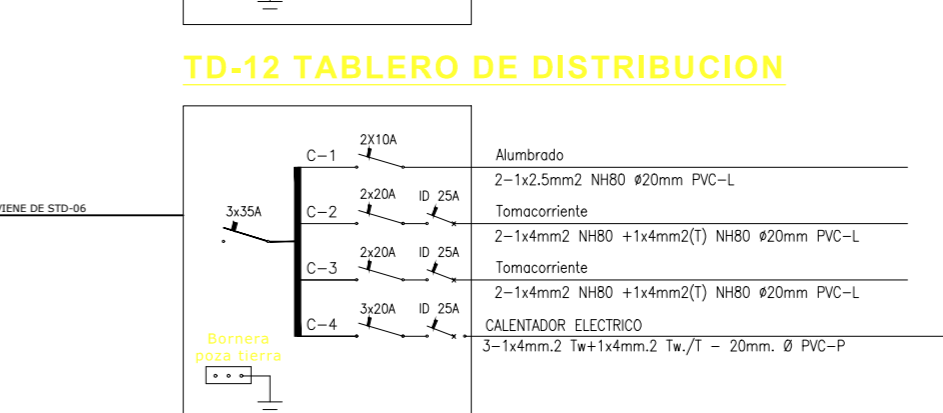 TD-12 TABLERO DE DISTRIBUCION
VIENE DE STD-06
3x35A
C-1 2X10A Alumbrado
2-1x2.5mm2 NH80 ø20mm PVC-L
C-2 2x20A ID 25A Tomacorriente
2-1x4mm2 NH80 +1x4mm2(T) NH80 ø20mm PVC-L
C-3 2x20A ID 25A Tomacorriente
2-1x4mm2 NH80 +1x4mm2(T) NH80 ø20mm PVC-L
C-4 3x20A ID 25A CALENTADOR ELECTRICO
3-1x4mm.2 Tw+1x4mm.2 Tw./T - 20mm. Ø PVC-P
Bornera
poza tierra